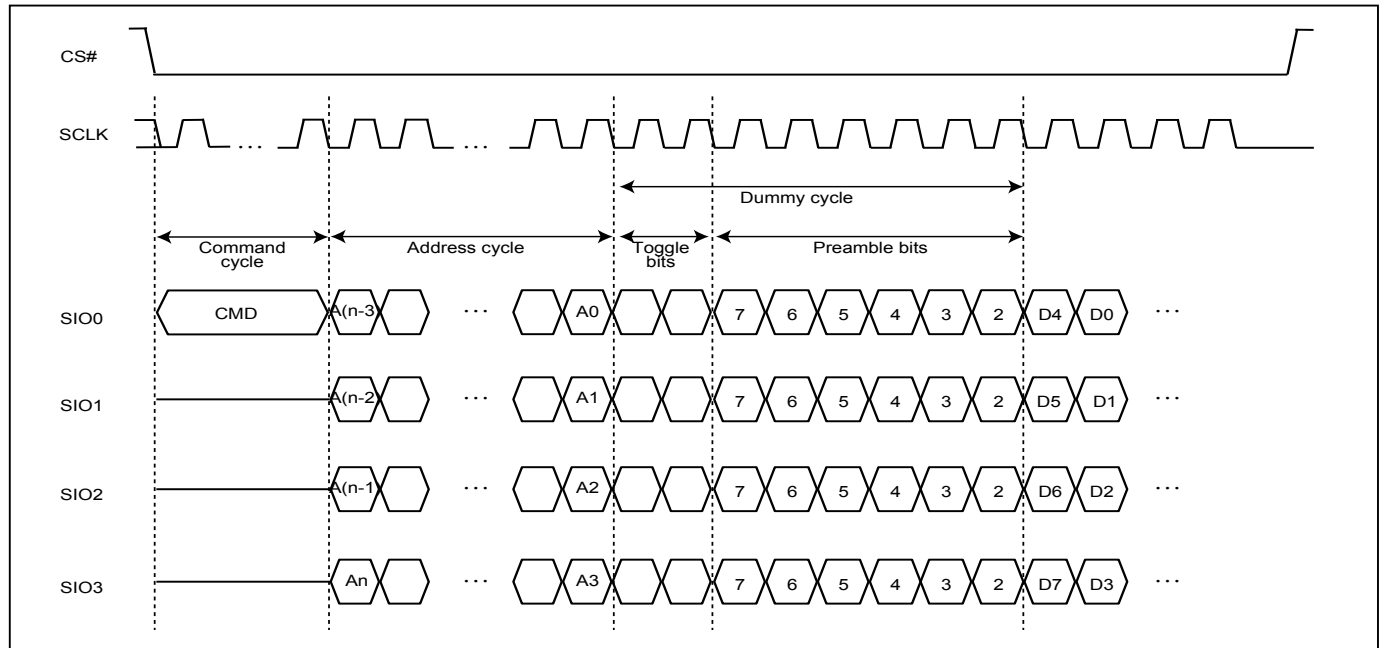 CS#
SCLK ... ...
Dummy cycle
Command cycle
Address cycle
Toggle bits
Preamble bits
SIO0 CMD A(n-3) ... A0 7 6 5 4 3 2 D4 D0 ...
SIO1 A(n-2) ... A1 7 6 5 4 3 2 D5 D1 ...
SIO2 A(n-1) ... A2 7 6 5 4 3 2 D6 D2 ...
SIO3 An ... A3 7 6 5 4 3 2 D7 D3 ...